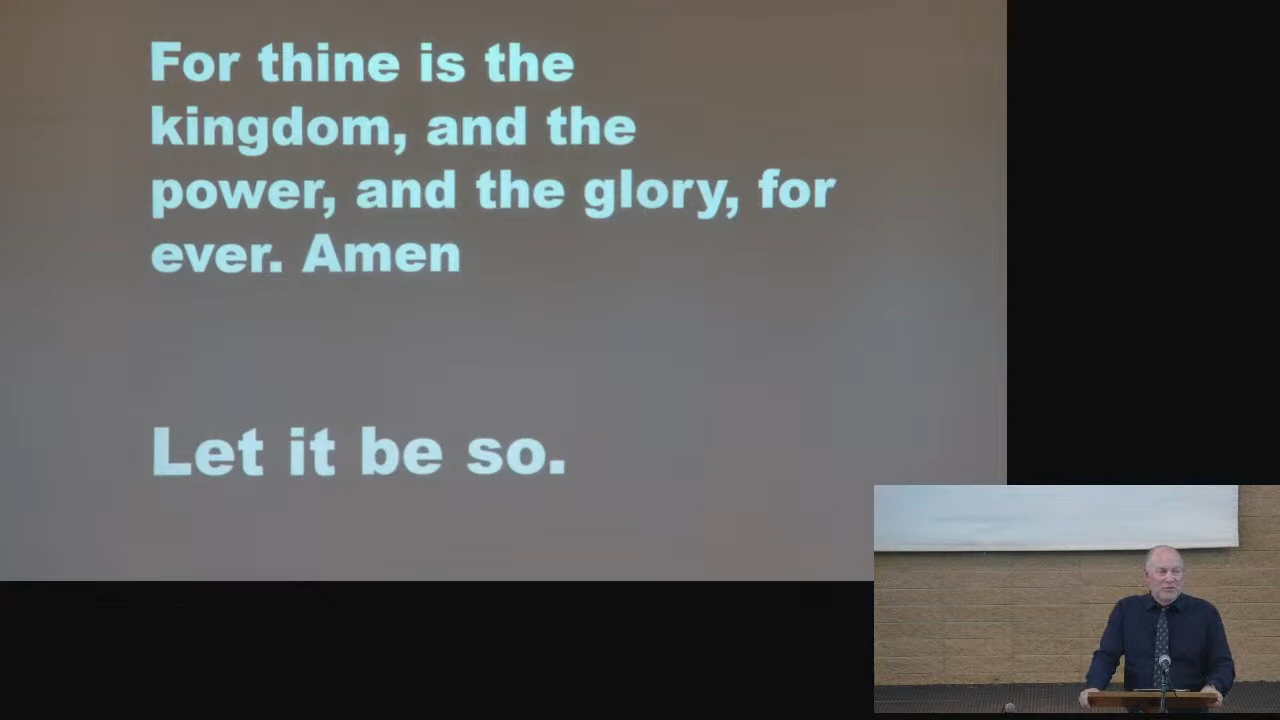 For thine is the
kingdom, and the
power, and the glory, for
ever. Amen
Let it be so.